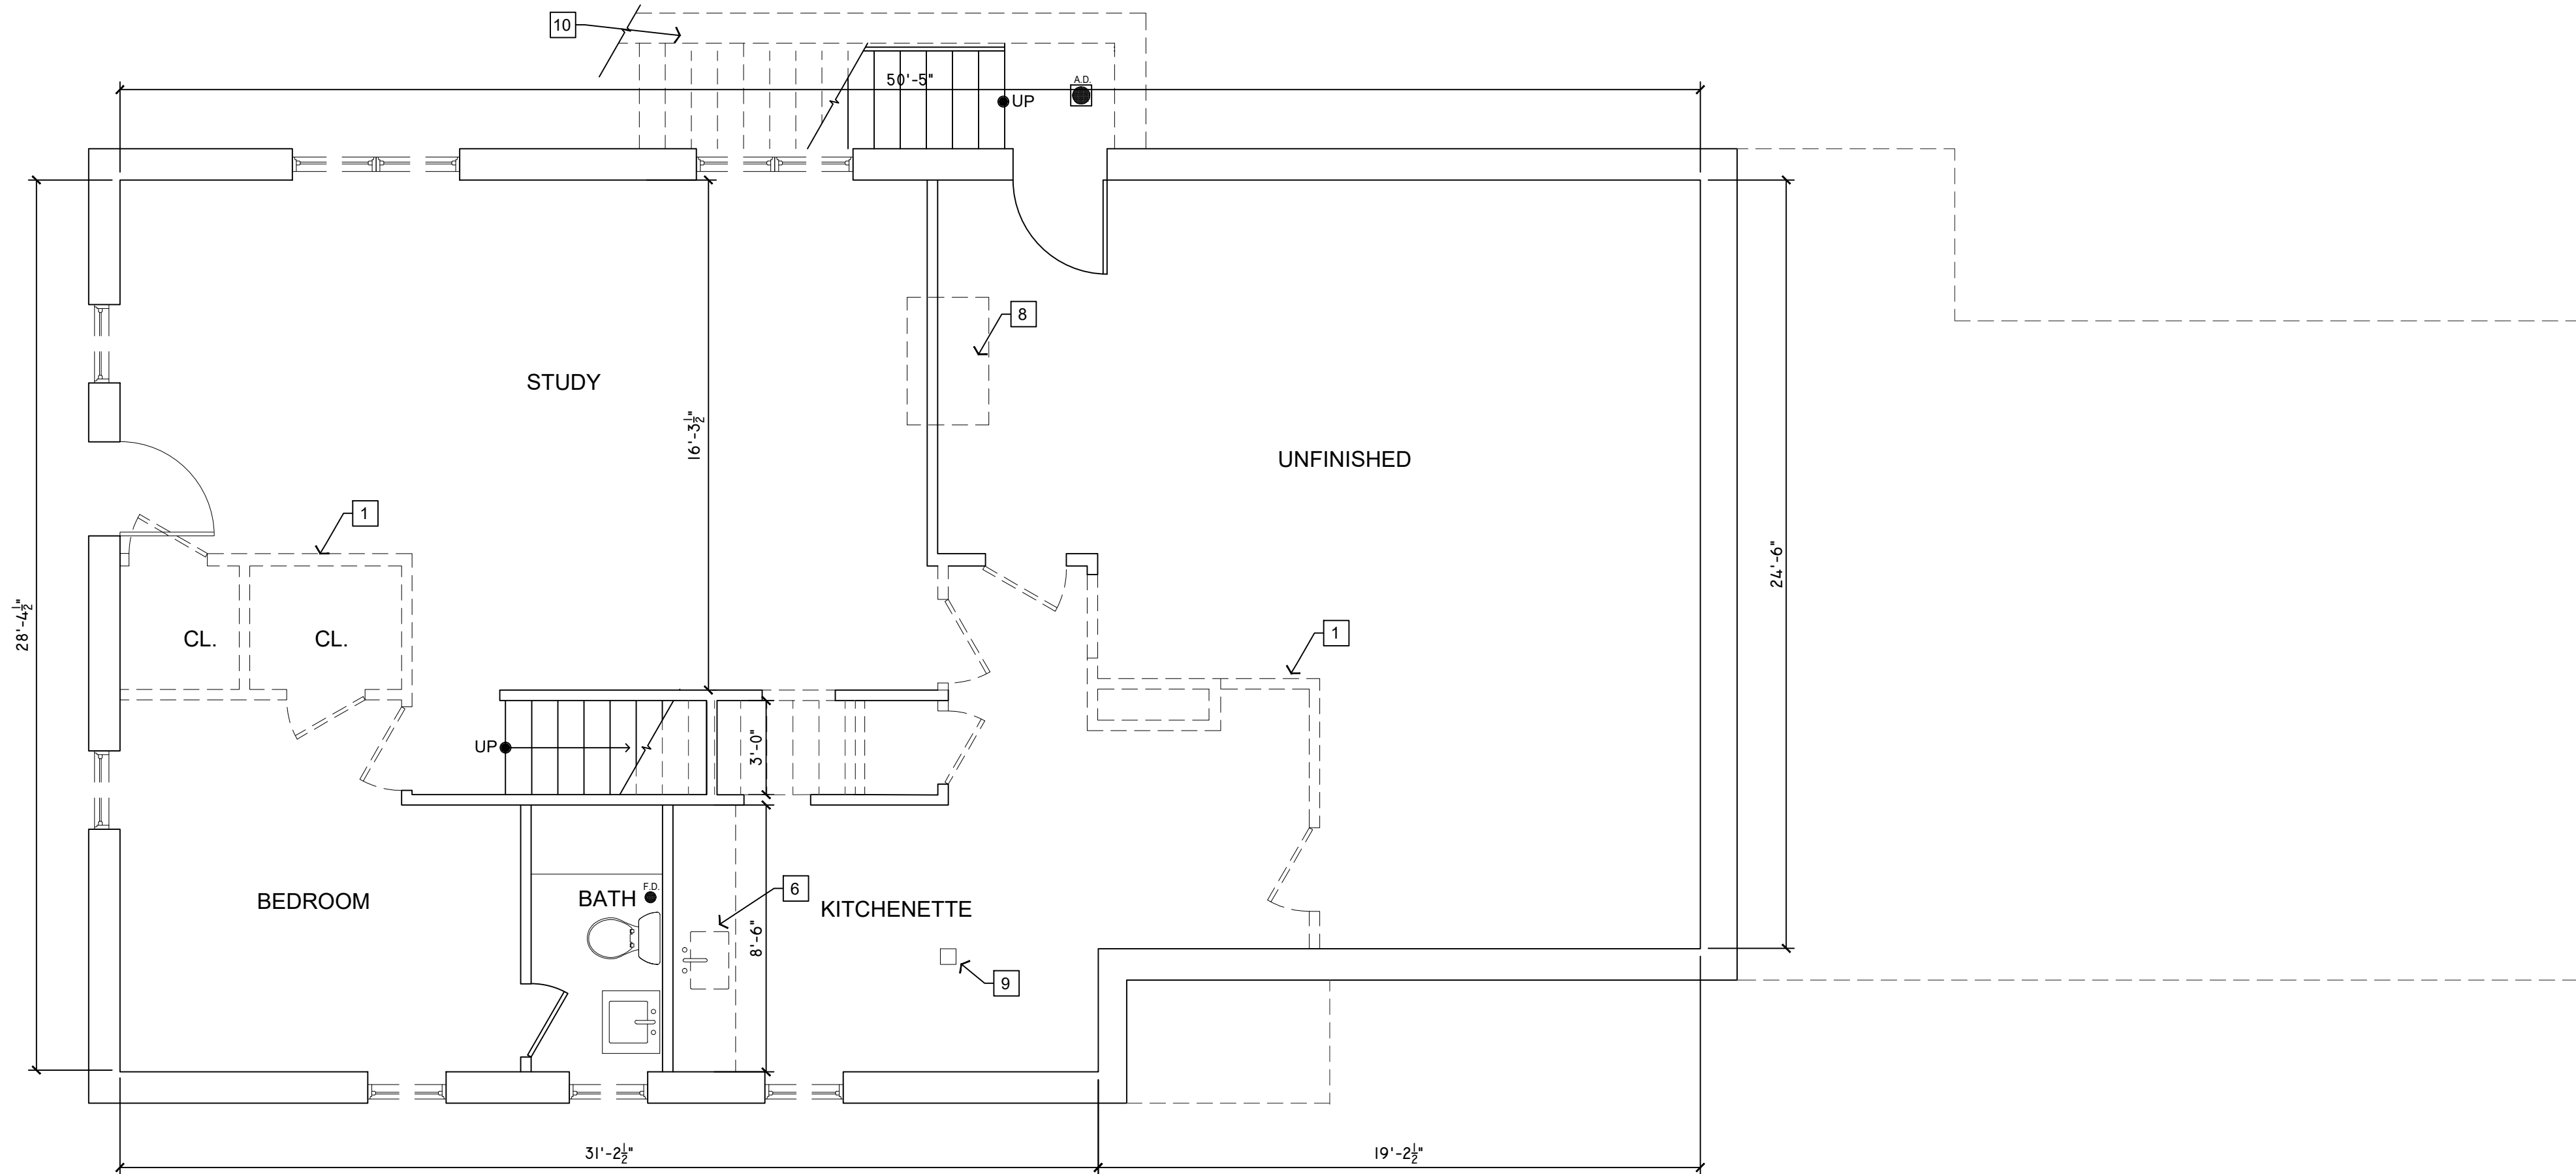 10
50'-5"
A.D.
UP
8
STUDY
16'-3½"
UNFINISHED
1
24'-6"
28'-4½"
CL.
CL.
1
UP
3'-0"
BEDROOM
BATH
F.D.
6
KITCHENETTE
8'-6"
9
31'-2½"
19'-2½"